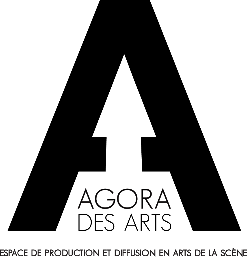 A
AGORA
DES ARTS
ESPACE DE PRODUCTION ET DIFFUSION EN ARTS DE LA SCÈNE